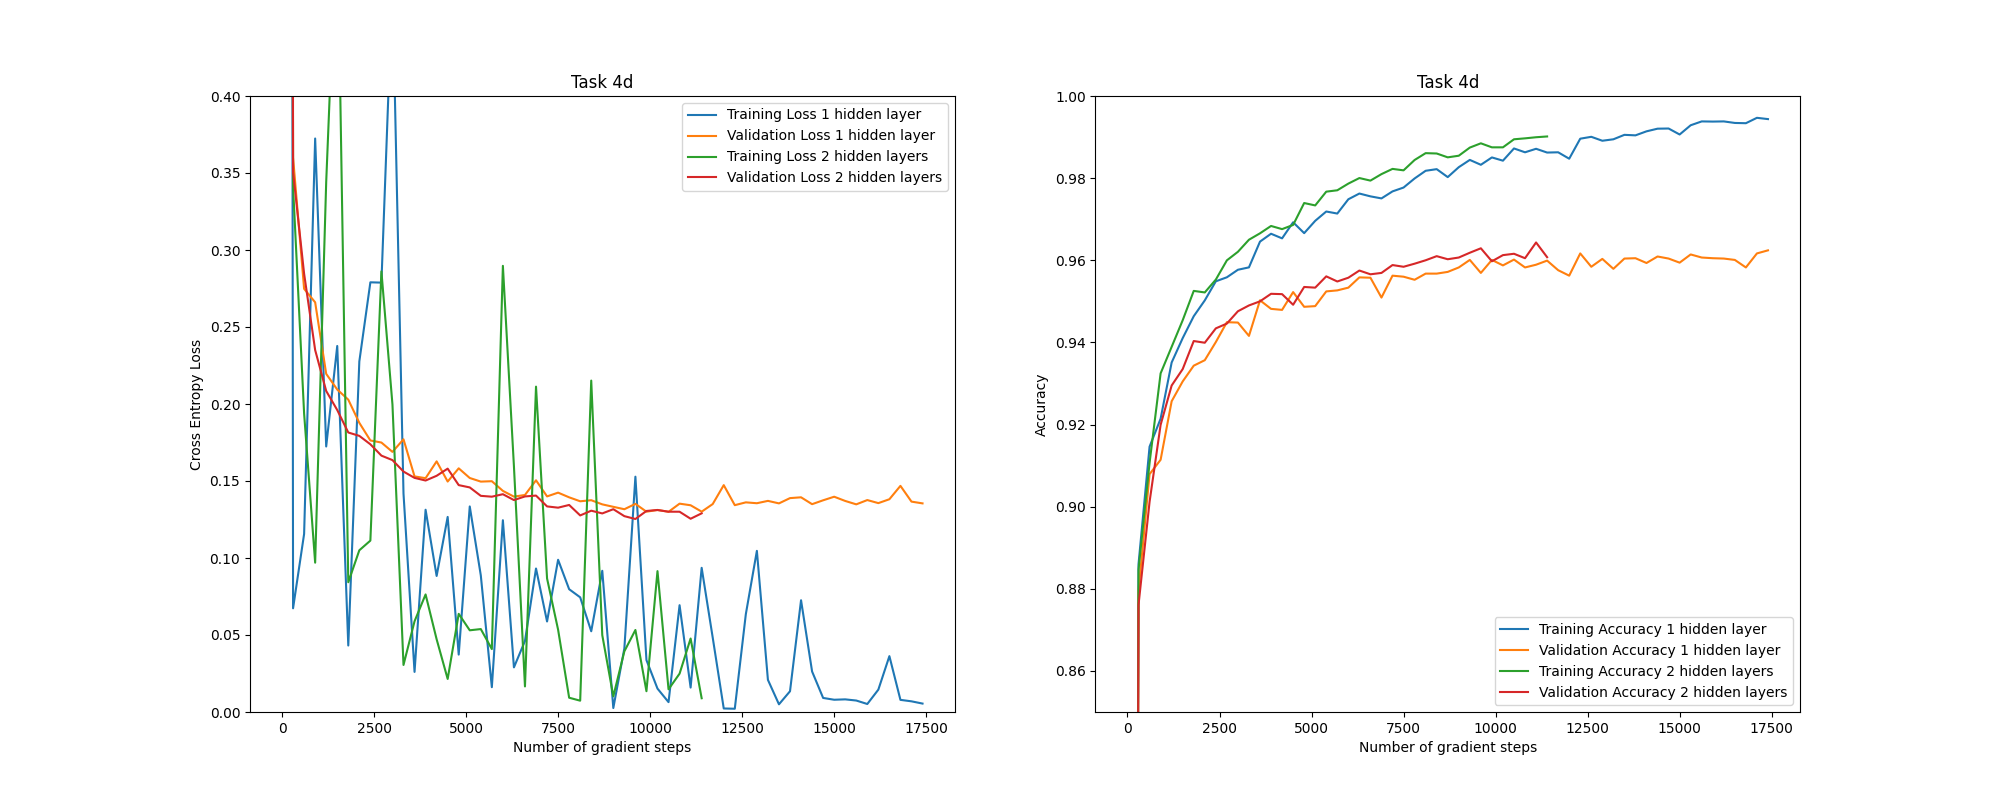 Task 4d
Cross Entropy Loss
0.40
0.35
0.30
0.25
0.20
0.15
0.10
0.05
0.00
Training Loss 1 hidden layer
Validation Loss 1 hidden layer
Training Loss 2 hidden layers
Validation Loss 2 hidden layers
0 2500 5000 7500 10000 12500 15000 17500
Number of gradient steps
Task 4d
Accuracy
1.00
0.98
0.96
0.94
0.92
0.90
0.88
0.86
Training Accuracy 1 hidden layer
Validation Accuracy 1 hidden layer
Training Accuracy 2 hidden layers
Validation Accuracy 2 hidden layers
0 2500 5000 7500 10000 12500 15000 17500
Number of gradient steps